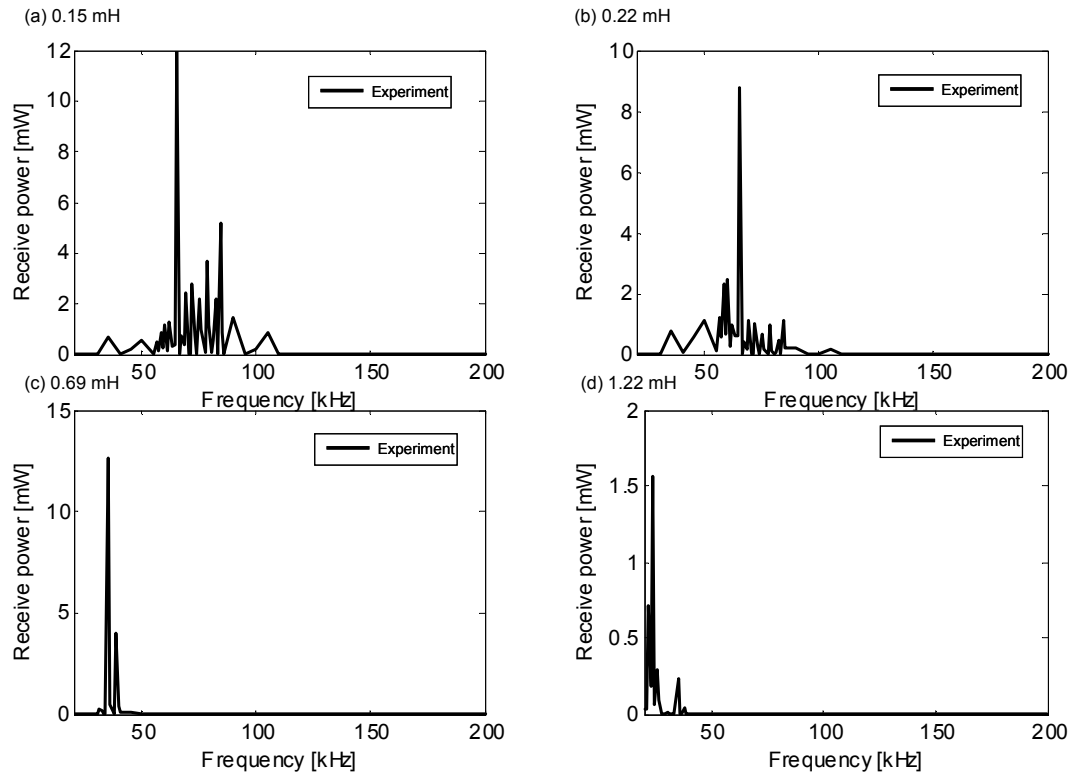 (a) 0.15 mH
Receive power [mW]
12
10
8
6
4
2
0
Experiment
50
100
150
200
Frequency [kHz]
(b) 0.22 mH
Receive power [mW]
10
8
6
4
2
0
Experiment
50
100
150
200
Frequency [kHz]
(c) 0.69 mH
Receive power [mW]
15
10
5
0
Experiment
50
100
150
200
Frequency [kHz]
(d) 1.22 mH
Receive power [mW]
2
1.5
1
0.5
0
Experiment
50
100
150
200
Frequency [kHz]